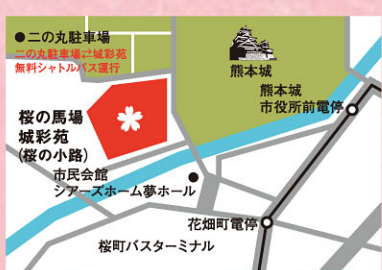 ●二の丸駐車場
二の丸駐車場⇄城彩苑
無料シャトルバス運行
熊本城
熊本城
市役所前電停
桜の馬場
城彩苑
(桜の小路)
市民会館
シアーズホーム夢ホール
花畑町電停
桜町バスターミナル